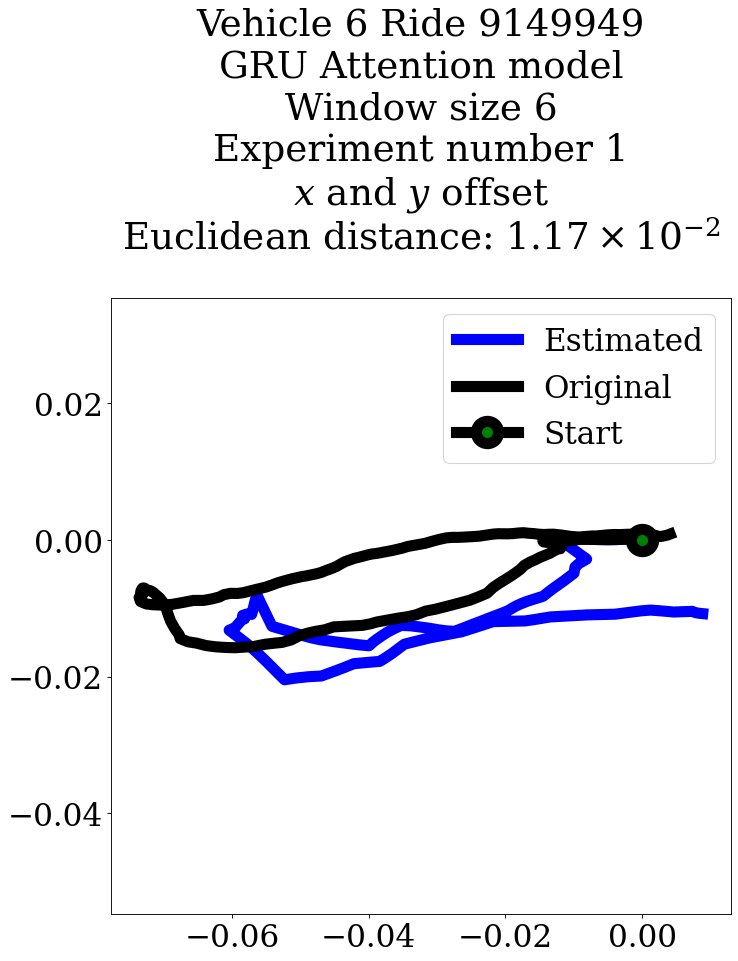 Vehicle 6 Ride 9149949
GRU Attention model
Window size 6
Experiment number 1
x and y offset
Euclidean distance: 1.17 × 10⁻²
Estimated
Original
Start
0.02
0.00
−0.02
−0.04
−0.06 −0.04 −0.02 0.00